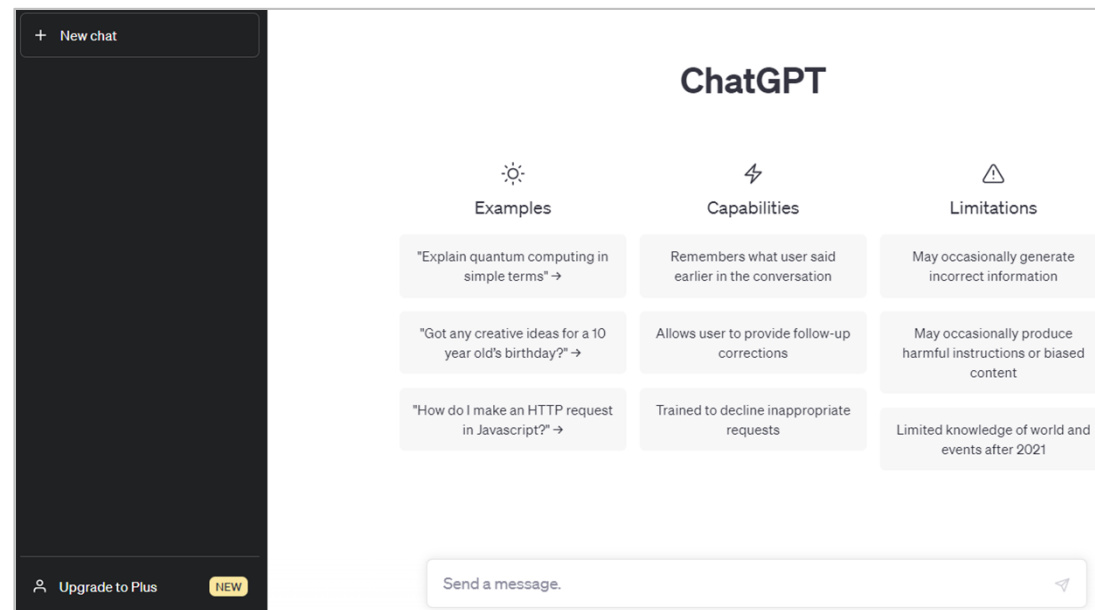 + New chat
ChatGPT
Examples
"Explain quantum computing in
simple terms" →
"Got any creative ideas for a 10
year old's birthday?" →
"How do I make an HTTP request
in Javascript?" →
Capabilities
Remembers what user said
earlier in the conversation
Allows user to provide follow-up
corrections
Trained to decline inappropriate
requests
Limitations
May occasionally generate
incorrect information
May occasionally produce
harmful instructions or biased
content
Limited knowledge of world and
events after 2021
Upgrade to Plus NEW
Send a message.